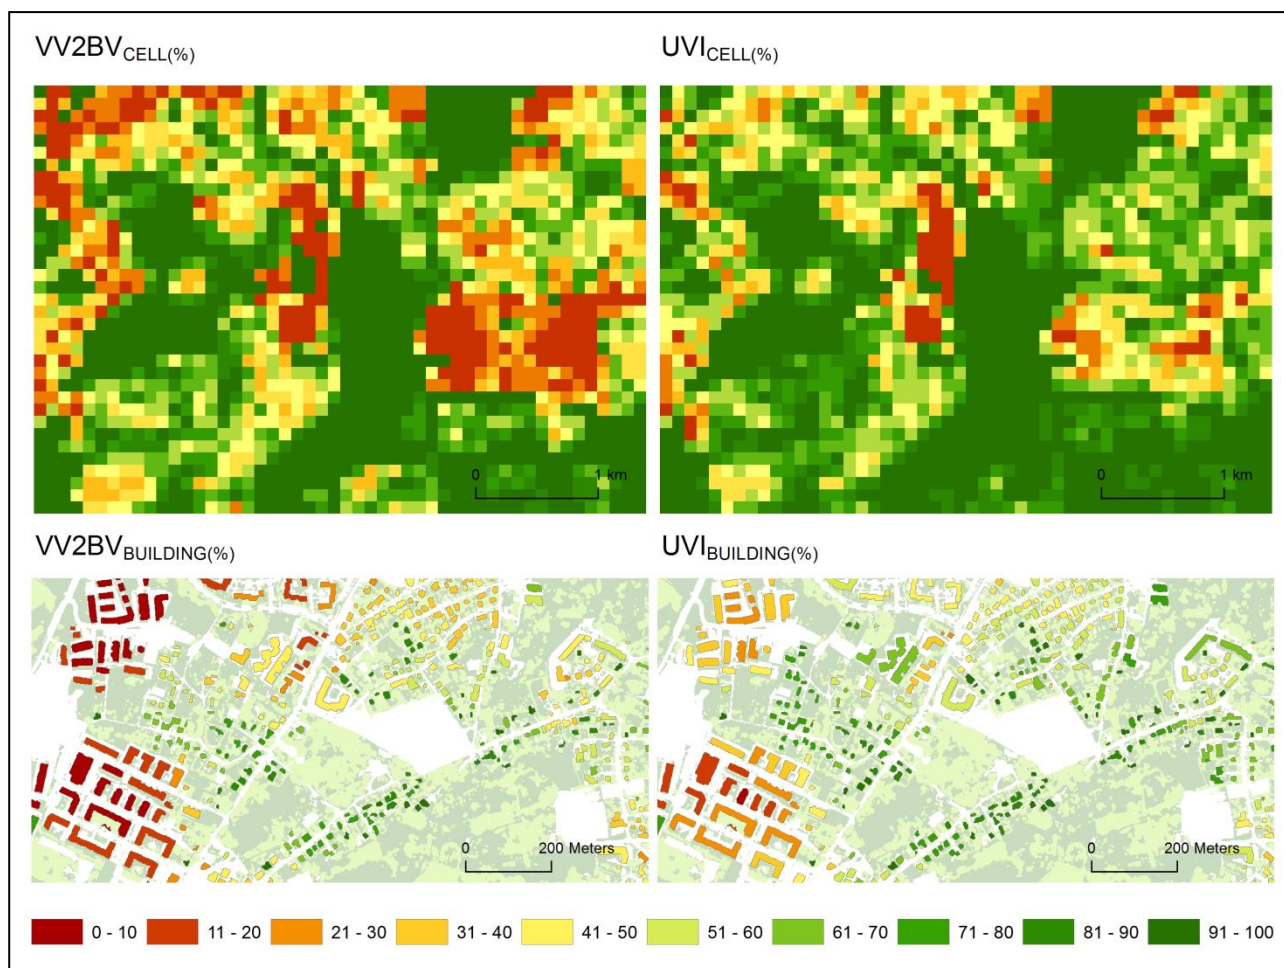 VV2BVCELL(%) UVICELL(%)
0 1 km 0 1 km
VV2BVBUILDING(%) UVIBUILDING(%)
0 200 Meters 0 200 Meters
0 - 10 11 - 20 21 - 30 31 - 40 41 - 50 51 - 60 61 - 70 71 - 80 81 - 90 91 - 100